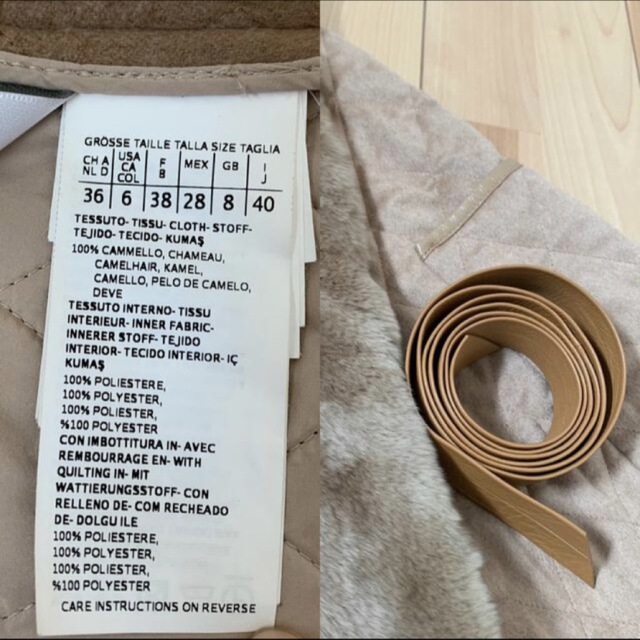 GRÖSSE TAILLE TALLA SIZE TAGLIA
CH A NL D USA CA COL F B MEX GB I J
36 6 38 28 8 40
TESSUTO- TISSU- CLOTH- STOFF-
TEJIDO- TECIDO- KUMAŞ
100% CAMMELLO, CHAMEAU,
CAMELHAIR, KAMEL,
CAMELLO, PELO DE CAMELO,
DEVE
TESSUTO INTERNO- TISSU
INTERIEUR- INNER FABRIC-
INNERER STOFF- TEJIDO
INTERIOR- TECIDO INTERIOR- IÇ
KUMAŞ
100% POLIESTERE,
100% POLYESTER,
100% POLYESTER,
%100 POLYESTER
CON IMBOTTITURA IN- AVEC
REMBOURRAGE EN- WITH
QUILTING IN- MIT
WATTIERUNGSSTOFF- CON
RELLENO DE- COM RECHEADO
DE- DOLGU ILE
100% POLIESTERE,
100% POLYESTER,
100% POLYESTER,
%100 POLYESTER
CARE INSTRUCTIONS ON REVERSE